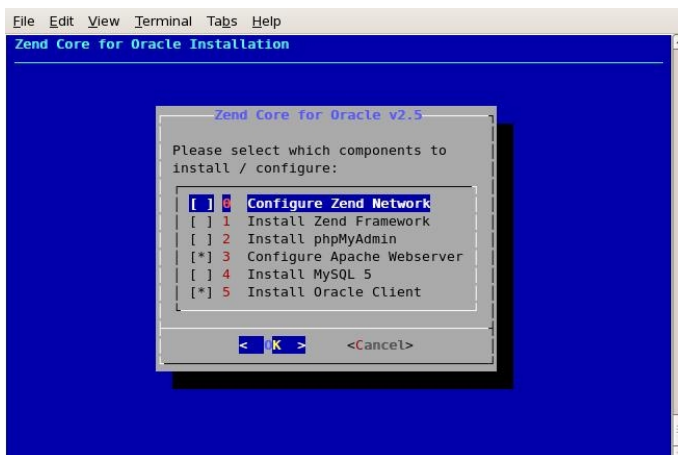 File Edit View Terminal Tabs Help
Zend Core for Oracle Installation
Zend Core for Oracle v2.5
Please select which components to
install / configure:
[ ] 0 Configure Zend Network
[ ] 1 Install Zend Framework
[ ] 2 Install phpMyAdmin
[*] 3 Configure Apache Webserver
[ ] 4 Install MySQL 5
[*] 5 Install Oracle Client
< OK > <Cancel>